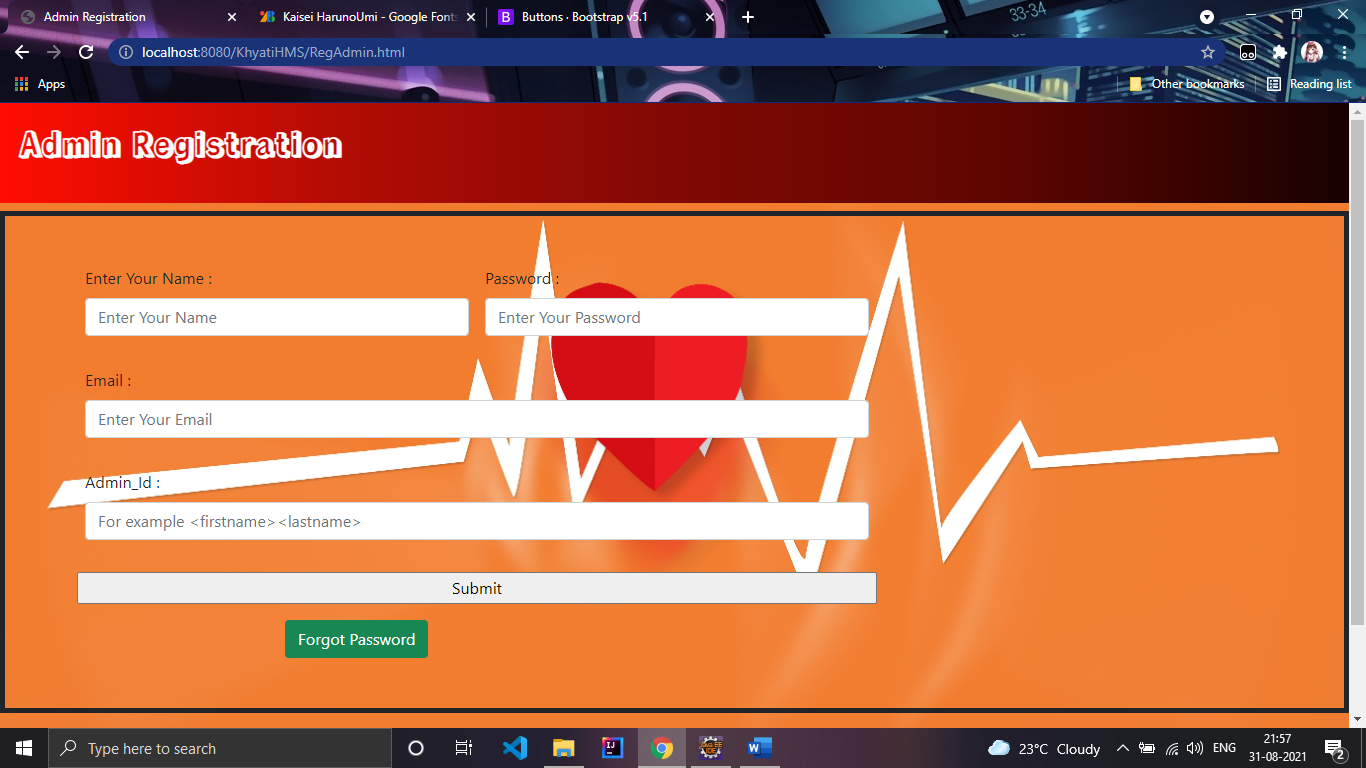 Admin Registration
Kaisei HarunoUmi - Google Fonts
Buttons · Bootstrap v5.1
33-34
localhost:8080/KhyatiHMS/RegAdmin.html
Apps
Other bookmarks
Reading list
Admin Registration
Enter Your Name :
Password :
Enter Your Name
Enter Your Password
Email :
Enter Your Email
Admin_Id :
For example <firstname><lastname>
Submit
Forgot Password
Type here to search
23°C Cloudy
ENG
21:57
31-08-2021
2